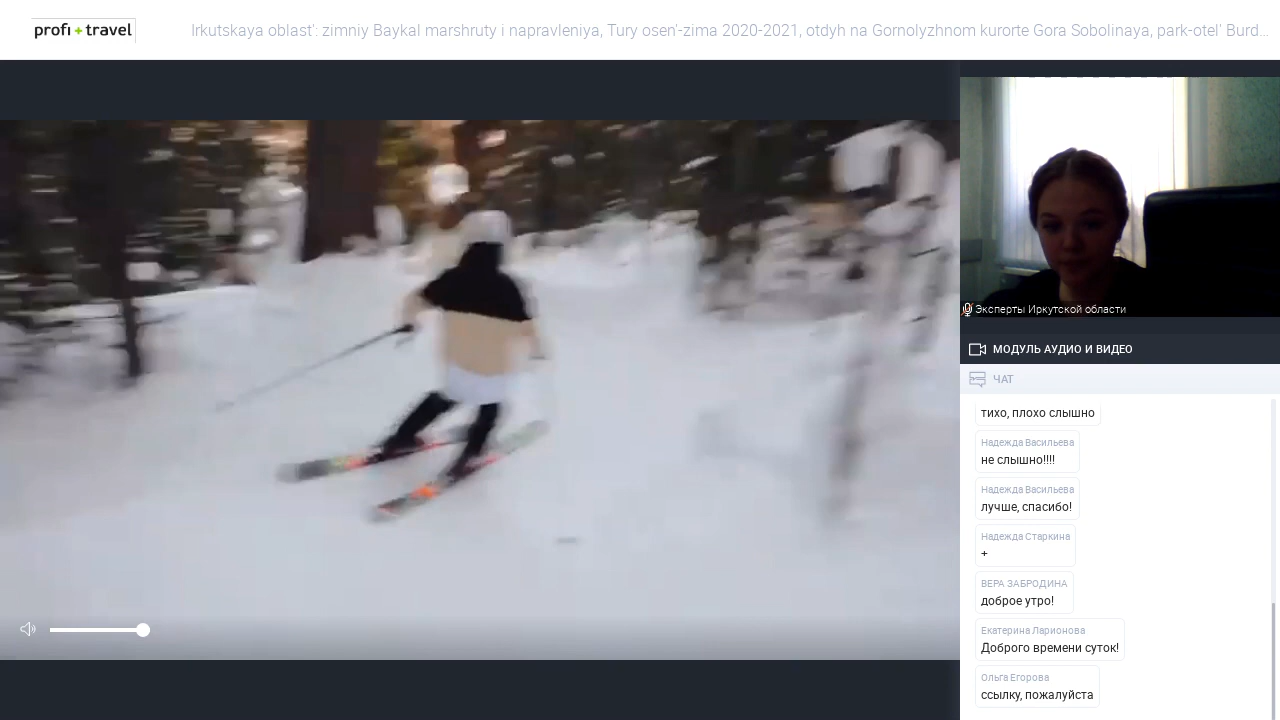 profi + travel
Irkutskaya oblast': zimniy Baykal marshruty i napravleniya, Tury osen'-zima 2020-2021, otdyh na Gornolyzhnom kurorte Gora Sobolinaya, park-otel' Burd...
Эксперты Иркутской области
МОДУЛЬ АУДИО И ВИДЕО
ЧАТ
тихо, плохо слышно
Надежда Васильева
не слышно!!!!
Надежда Васильева
лучше, спасибо!
Надежда Старкина
+
ВЕРА ЗАБРОДИНА
доброе утро!
Екатерина Ларионова
Доброго времени суток!
Ольга Егорова
ссылку, пожалуйста